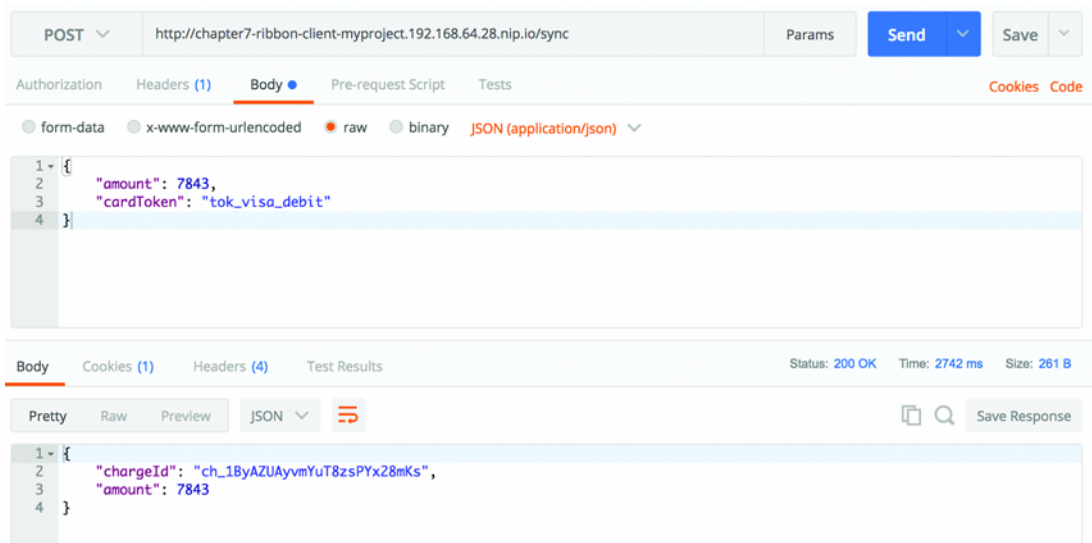 POST http://chapter7-ribbon-client-myproject.192.168.64.28.nip.io/sync Params Send Save
Authorization Headers (1) Body Pre-request Script Tests Cookies Code
form-data x-www-form-urlencoded raw binary JSON (application/json)
1 {
2 "amount": 7843,
3 "cardToken": "tok_visa_debit"
4 }
Body Cookies (1) Headers (4) Test Results Status: 200 OK Time: 2742 ms Size: 261 B
Pretty Raw Preview JSON Save Response
1 {
2 "chargeId": "ch_1ByAZUAyvmYuT8zsPYx28mKs",
3 "amount": 7843
4 }